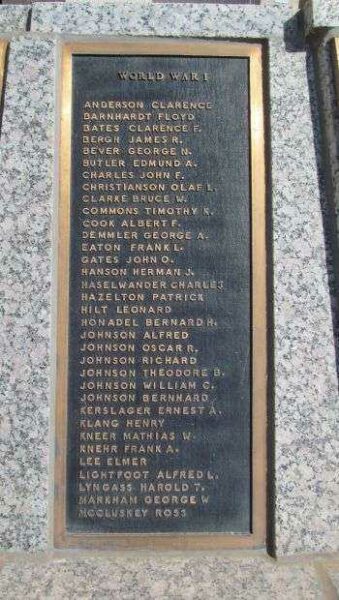 WORLD WAR I
ANDERSON CLARENCE
BARNHARDT FLOYD
BATES CLARENCE F.
BERGH JAMES R.
BEVER GEORGE N.
BUTLER EDMUND A.
CHARLES JOHN F.
CHRISTIANSON OLAF L.
CLARKE BRUCE W.
COMMONS TIMOTHY K.
COOK ALBERT F.
DEMMLER GEORGE A.
EATON FRANK L.
GATES JOHN O.
HANSON HERMAN J.
HASELWANDER CHARLES
HAZELTON PATRICK
HILT LEONARD
HONADEL BERNARD H.
JOHNSON ALFRED
JOHNSON OSCAR R.
JOHNSON RICHARD
JOHNSON THEODORE B.
JOHNSON WILLIAM C.
JOHNSON BERNHARD
KERSLAGER ERNEST A.
KLANG HENRY
KNEER MATHIAS W.
KNEHR FRANK A.
LEE ELMER
LIGHTFOOT ALFRED L.
LYNGASS HAROLD T.
MARKHAM GEORGE W
MCCLUSKEY ROSS